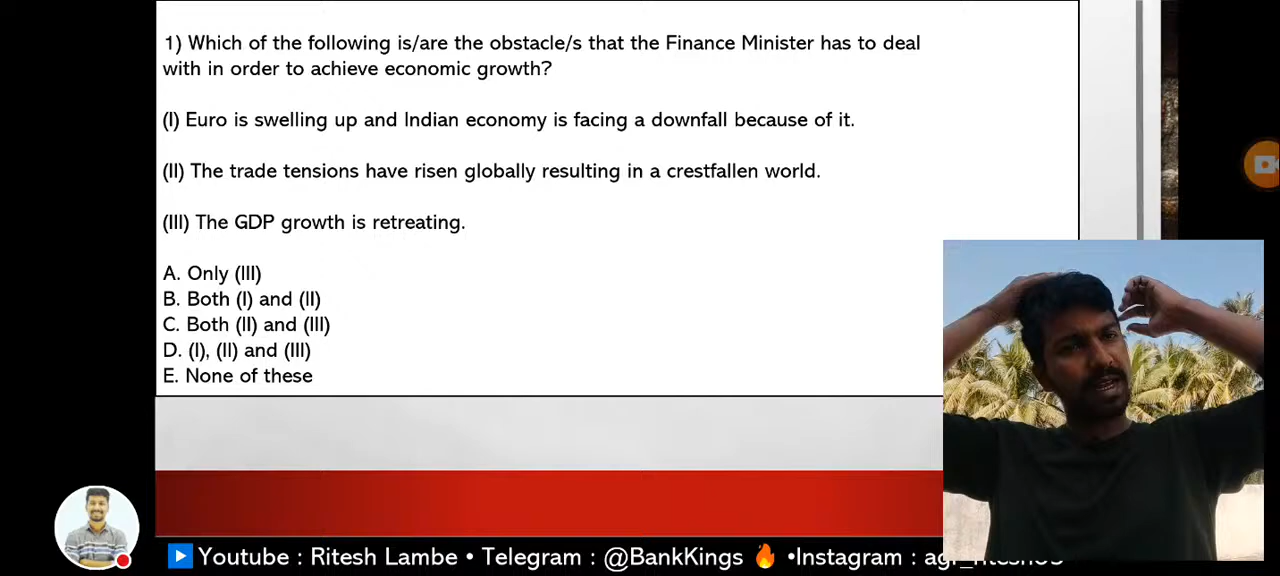 1) Which of the following is/are the obstacle/s that the Finance Minister has to deal
with in order to achieve economic growth?
(I) Euro is swelling up and Indian economy is facing a downfall because of it.
(II) The trade tensions have risen globally resulting in a crestfallen world.
(III) The GDP growth is retreating.
A. Only (III)
B. Both (I) and (II)
C. Both (II) and (III)
D. (I), (II) and (III)
E. None of these
Youtube : Ritesh Lambe • Telegram : @BankKings 🔥 •Instagram :